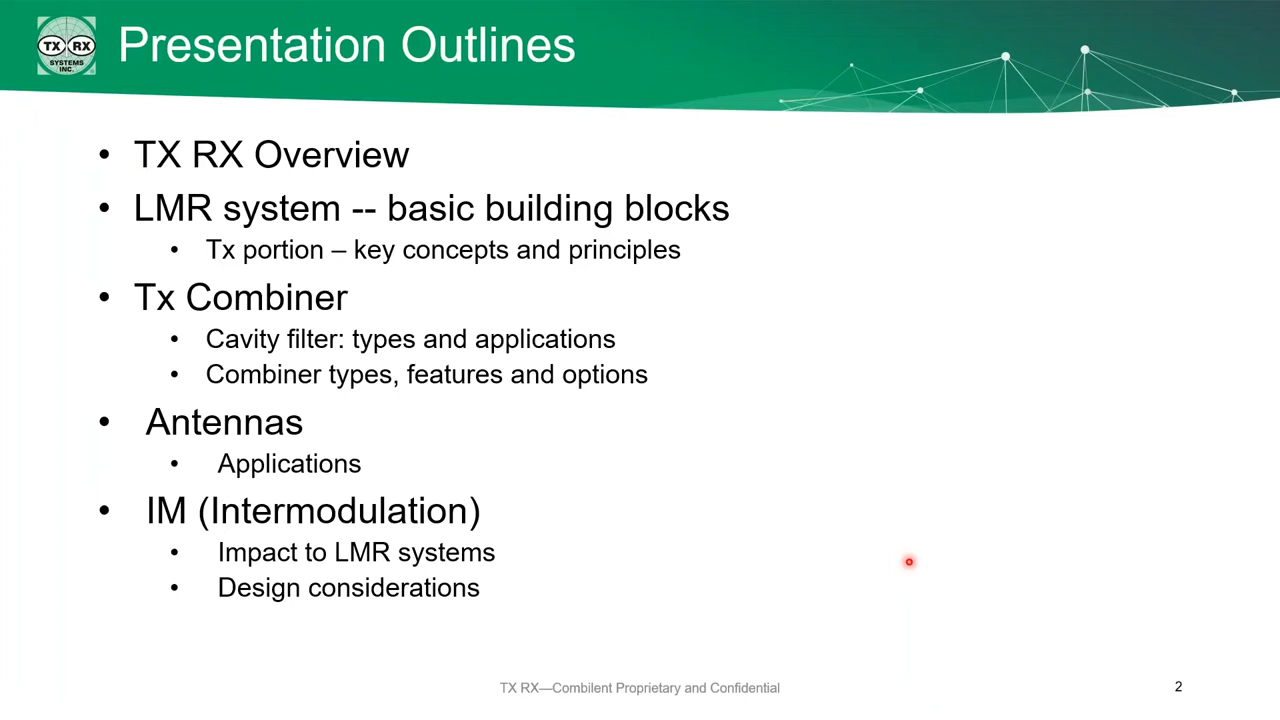 TX RX
SYSTEMS
INC.
Presentation Outlines
• TX RX Overview
• LMR system -- basic building blocks
• Tx portion – key concepts and principles
• Tx Combiner
• Cavity filter: types and applications
• Combiner types, features and options
• Antennas
• Applications
• IM (Intermodulation)
• Impact to LMR systems
• Design considerations
TX RX—Combilent Proprietary and Confidential
2